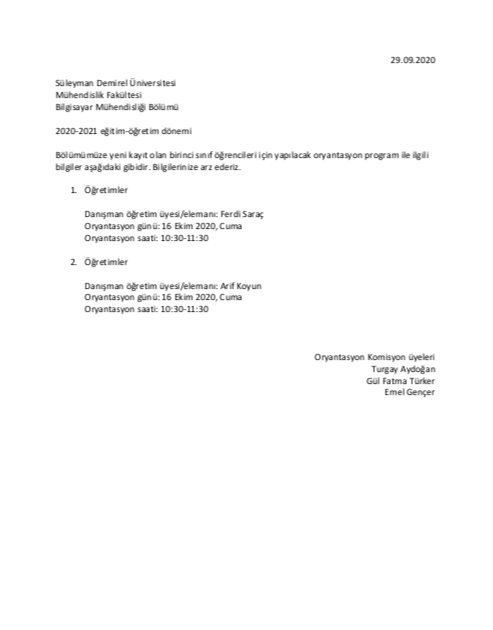 29.09.2020
Süleyman Demirel Üniversitesi
Mühendislik Fakültesi
Bilgisayar Mühendisliği Bölümü
2020-2021 eğitim-öğretim dönemi
Bölümümüze yeni kayıt olan birinci sınıf öğrencileri için yapılacak oryantasyon program ile ilgili
bilgiler aşağıdaki gibidir. Bilgilerinize arz ederiz.
1. Öğretimler
Danışman öğretim üyesi/elemanı: Ferdi Saraç
Oryantasyon günü: 16 Ekim 2020, Cuma
Oryantasyon saati: 10:30-11:30
2. Öğretimler
Danışman öğretim üyesi/elemanı: Arif Koyun
Oryantasyon günü: 16 Ekim 2020, Cuma
Oryantasyon saati: 10:30-11:30
Oryantasyon Komisyon üyeleri
Turgay Aydoğan
Gül Fatma Türker
Emel Gençer